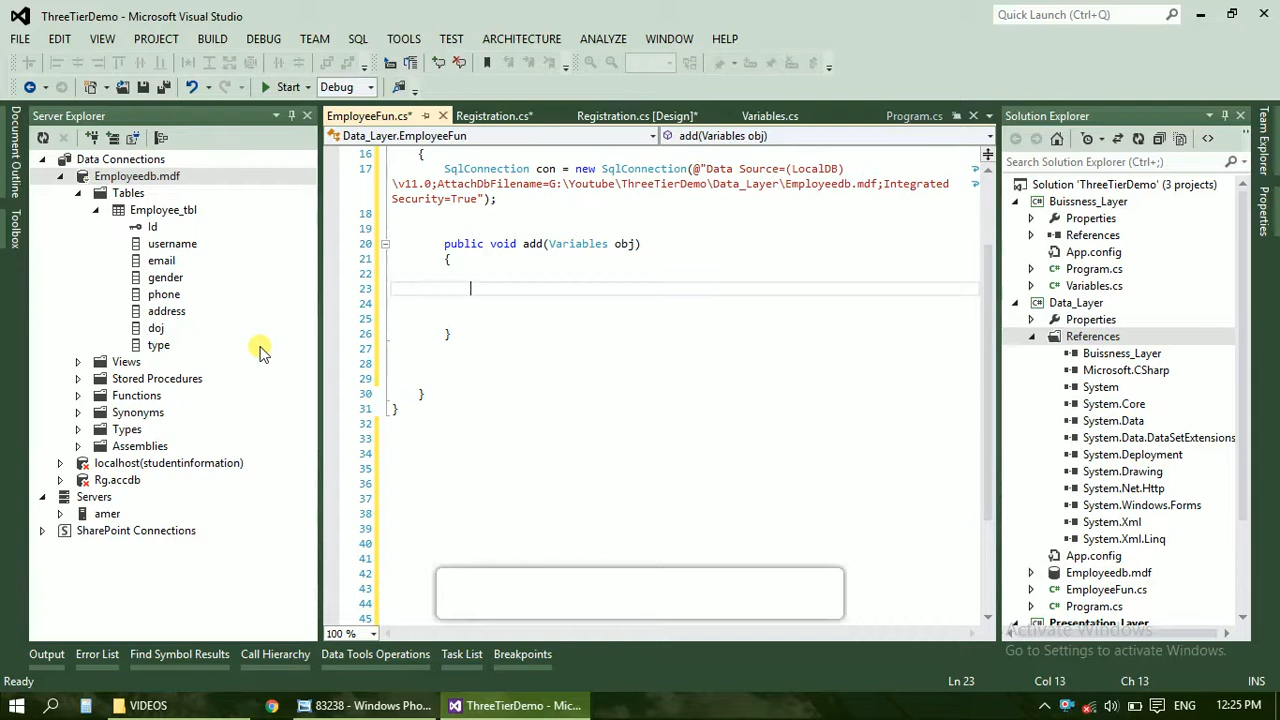 ThreeTierDemo - Microsoft Visual Studio
Quick Launch (Ctrl+Q)
FILE EDIT VIEW PROJECT BUILD DEBUG TEAM SQL TOOLS TEST ARCHITECTURE ANALYZE WINDOW HELP
Start Debug
Server Explorer
Data Connections
Employeedb.mdf
Tables
Employee_tbl
Id
username
email
gender
phone
address
doj
type
Views
Stored Procedures
Functions
Synonyms
Types
Assemblies
localhost(studentinformation)
Rg.accdb
Servers
amer
SharePoint Connections
Document Outline
Toolbox
EmployeeFun.cs* Registration.cs* Registration.cs [Design]* Variables.cs Program.cs
Data_Layer.EmployeeFun add(Variables obj)
16 {
17 SqlConnection con = new SqlConnection(@"Data Source=(LocalDB)
\v11.0;AttachDbFilename=G:\Youtube\ThreeTierDemo\Data_Layer\Employeedb.mdf;Integrated
Security=True");
18
19
20 public void add(Variables obj)
21 {
22
23
24
25
26 }
27
28
29
30 }
31 }
32
33
34
35
36
37
38
39
40
41
42
43
44
45
100 %
Solution Explorer
Search Solution Explorer (Ctrl+;)
Solution 'ThreeTierDemo' (3 projects)
Buissness_Layer
Properties
References
App.config
Program.cs
Variables.cs
Data_Layer
Properties
References
Buissness_Layer
Microsoft.CSharp
System
System.Core
System.Data
System.Data.DataSetExtensions
System.Deployment
System.Drawing
System.Net.Http
System.Windows.Forms
System.Xml
System.Xml.Linq
App.config
Employeedb.mdf
EmployeeFun.cs
Program.cs
Presentation_Layer
Team Explorer
Properties
Activate Windows
Go to Settings to activate Windows.
Output Error List Find Symbol Results Call Hierarchy Data Tools Operations Task List Breakpoints
Ready Ln 23 Col 13 Ch 13 INS
VIDEOS 83238 - Windows Pho... ThreeTierDemo - Mic... ENG 12:25 PM